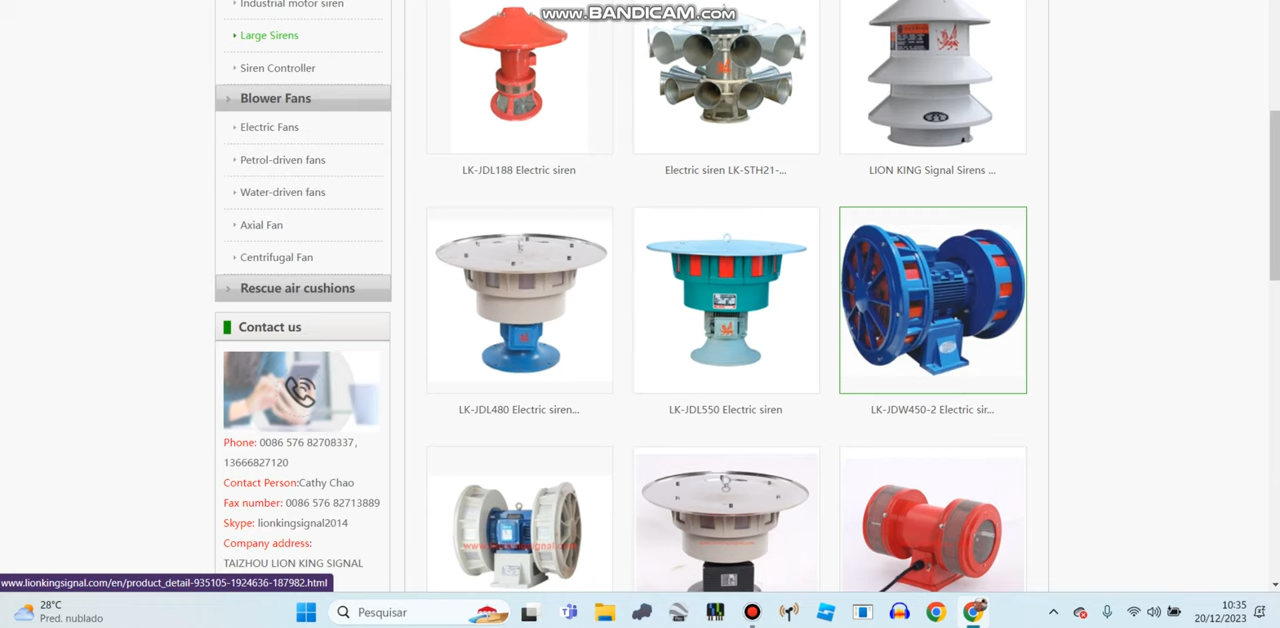 www.BANDICAM.com
Industrial motor siren
Large Sirens
Siren Controller
Blower Fans
Electric Fans
Petrol-driven fans
Water-driven fans
Axial Fan
Centrifugal Fan
Rescue air cushions
Contact us
Phone: 0086 576 82708337,
13666827120
Contact Person:Cathy Chao
Fax number: 0086 576 82713889
Skype: lionkingsignal2014
Company address:
TAIZHOU LION KING SIGNAL
LK-JDL188 Electric siren
Electric siren LK-STH21-...
LION KING Signal Sirens ...
LK-JDL480 Electric siren...
LK-JDL550 Electric siren
LK-JDW450-2 Electric sir...
www.lionkingsignal.com/en/product_detail-935105-1924636-187982.html
28°C
Pred. nublado
Pesquisar
10:35
20/12/2023